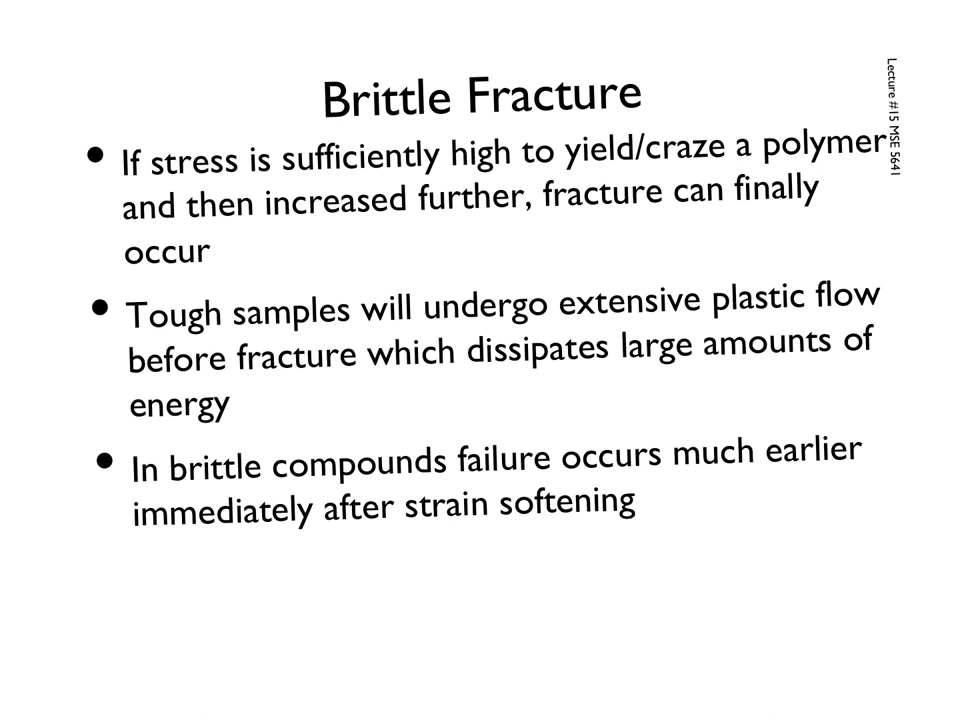 Brittle Fracture
Lecture #15 MSE 5641
• If stress is sufficiently high to yield/craze a polymer
and then increased further, fracture can finally
occur
• Tough samples will undergo extensive plastic flow
before fracture which dissipates large amounts of
energy
• In brittle compounds failure occurs much earlier
immediately after strain softening